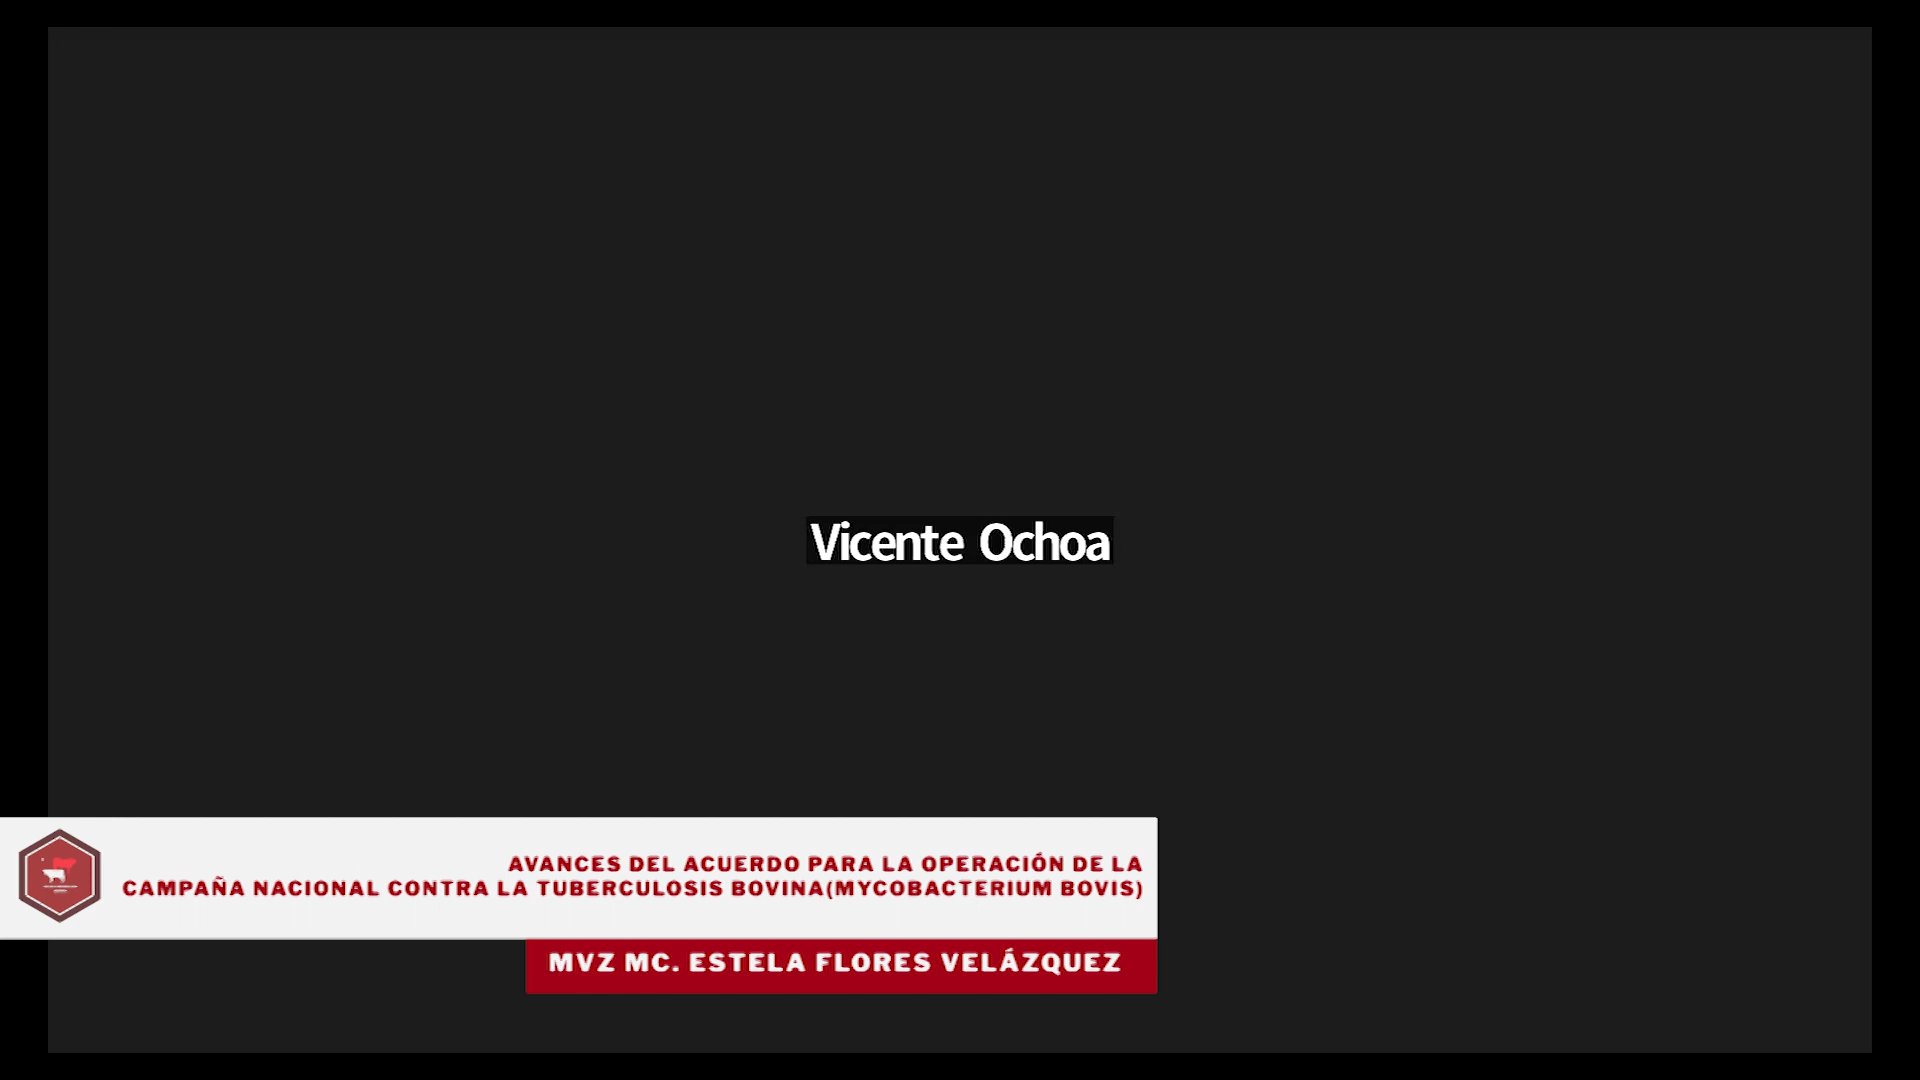 Vicente Ochoa
AVANCES DEL ACUERDO PARA LA OPERACIÓN DE LA
CAMPAÑA NACIONAL CONTRA LA TUBERCULOSIS BOVINA(MYCOBACTERIUM BOVIS)
MVZ MC. ESTELA FLORES VELÁZQUEZ